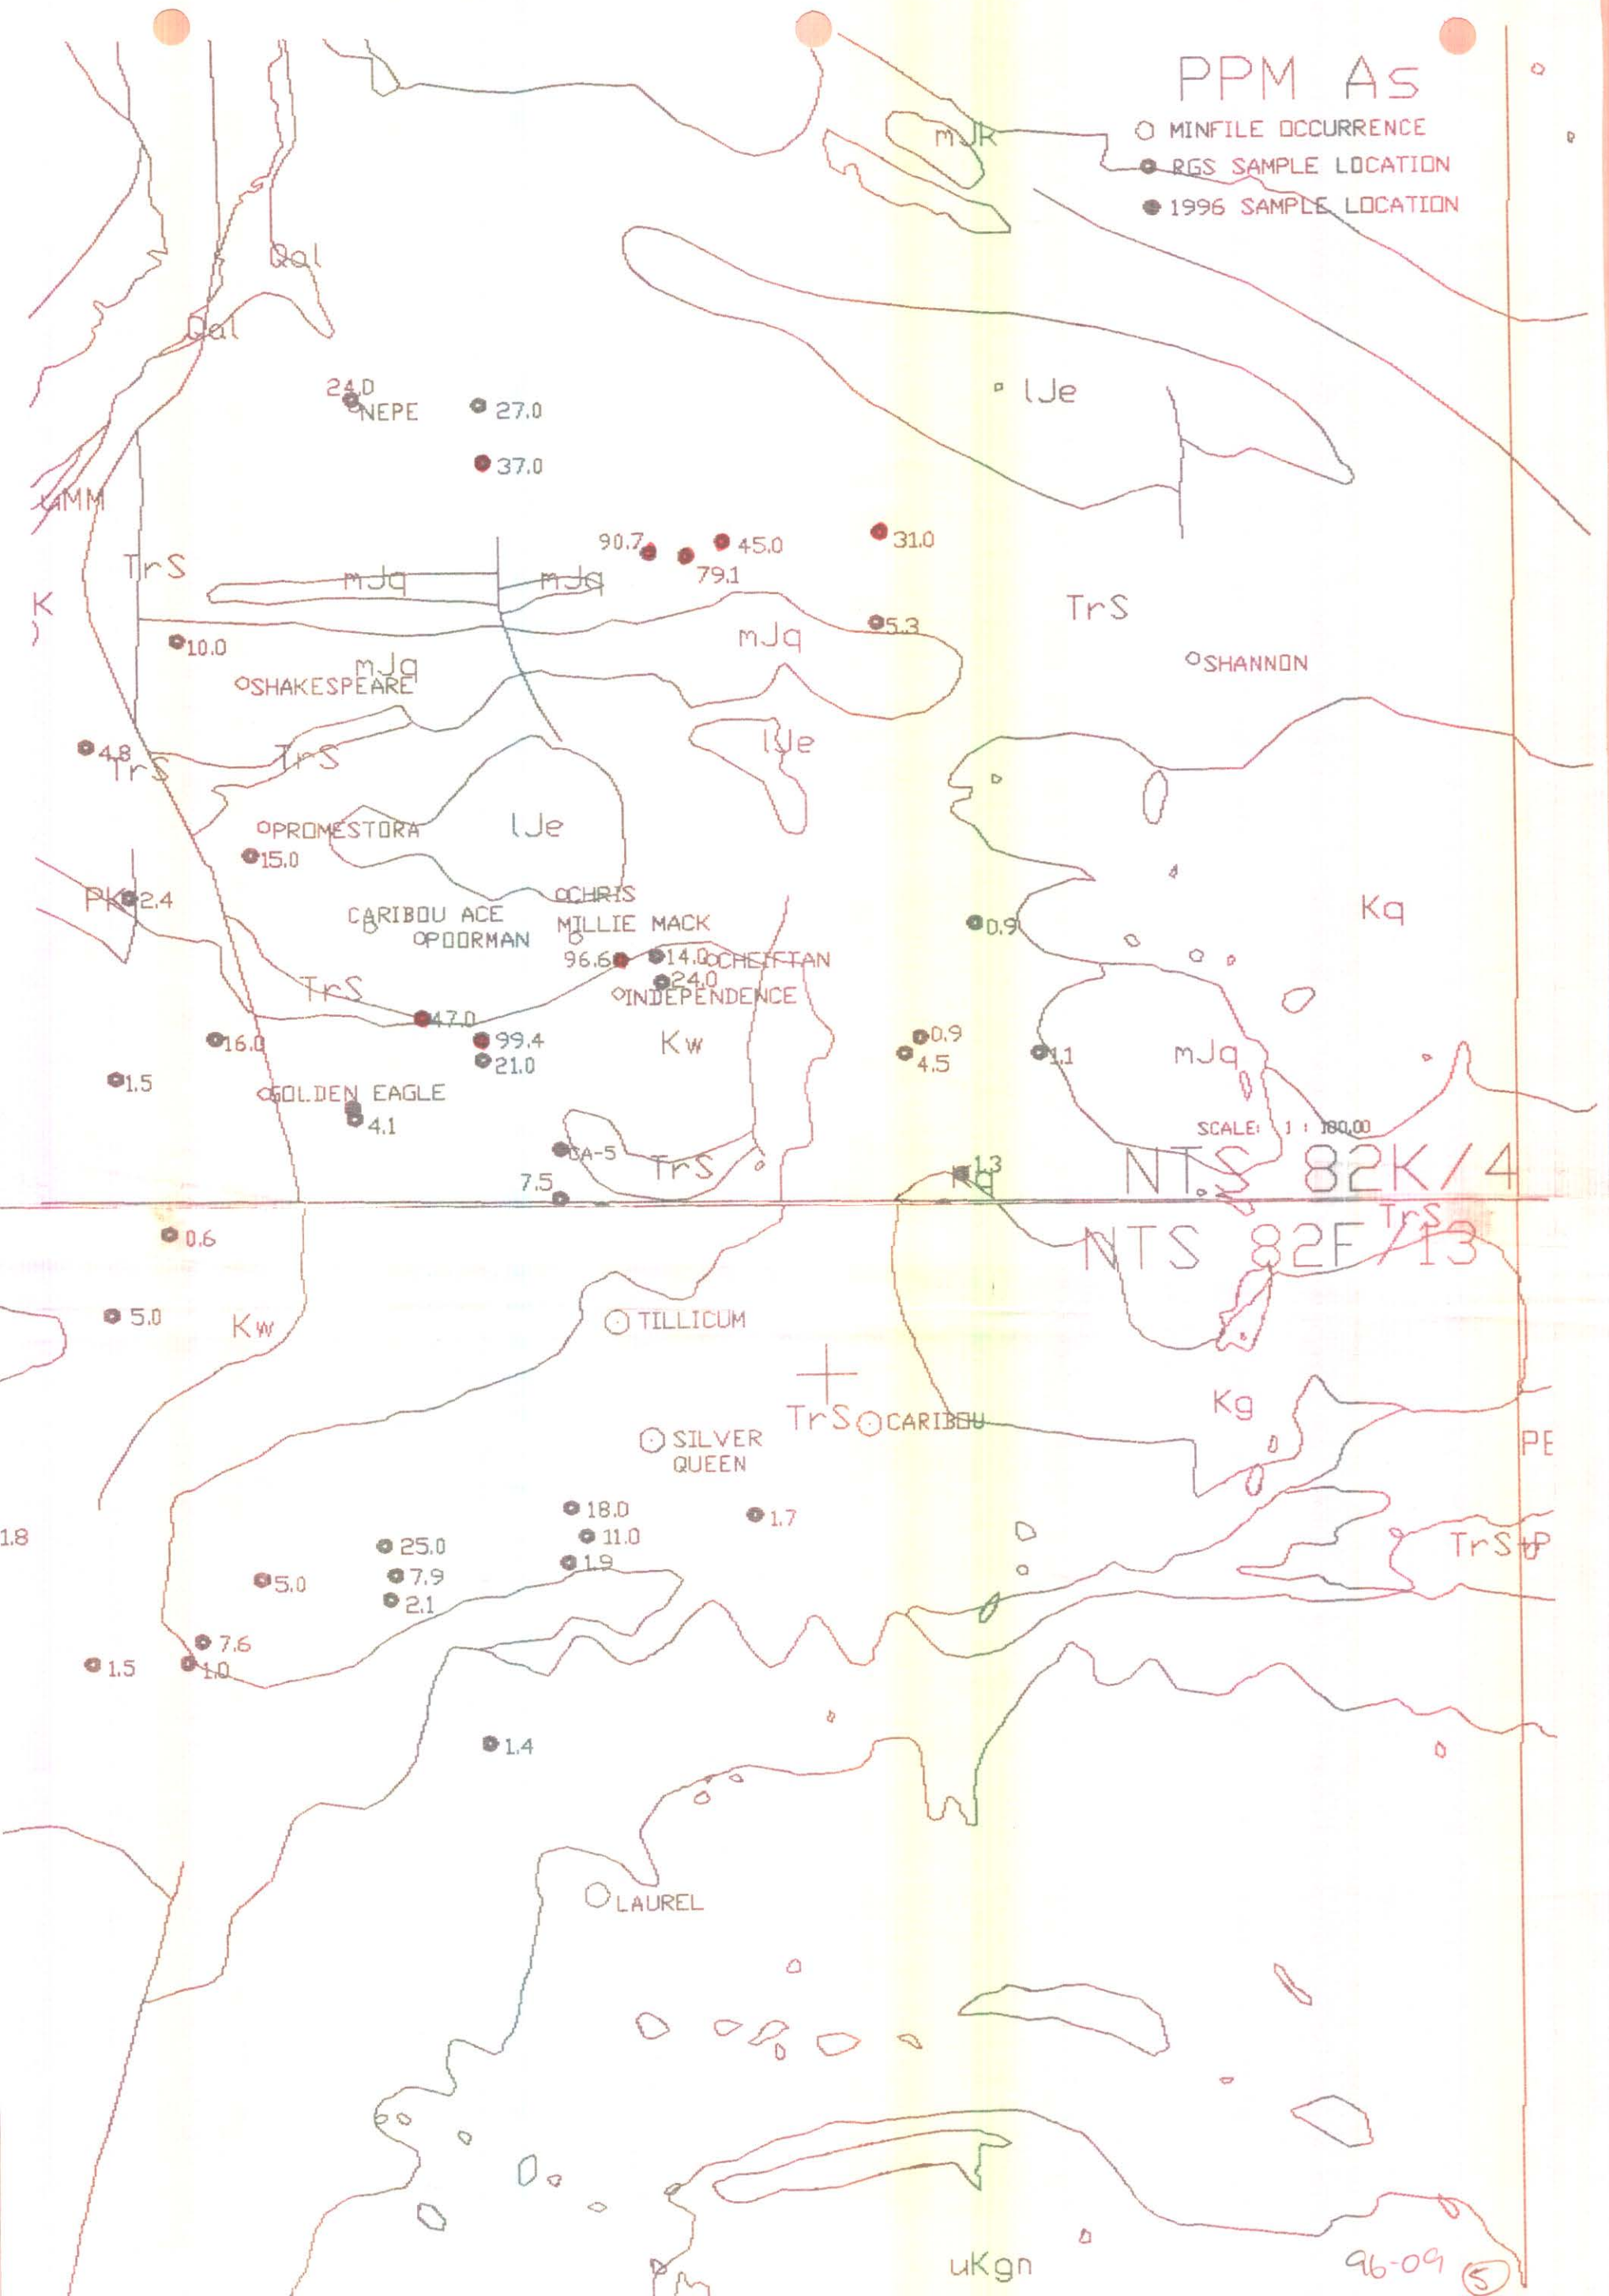 PPM As
MINFILE OCCURRENCE
mJk
RGS SAMPLE LOCATION
1996 SAMPLE LOCATION
Qal
Qal
lJe
24.0
NEPE
27.0
37.0
uMM
90.7
45.0
31.0
79.1
TrS
mJq
mJq
K
)
TrS
5.3
mJq
10.0
mJq
SHAKESPEARE
SHANNON
4.8
TrS
TrS
lJe
PROMESTORA
lJe
15.0
PK
2.4
CHRIS
CARIBOU ACE
MILLIE MACK
POORMAN
Kq
0.9
96.6
14.0
CHEIFTAN
24.0
INDEPENDENCE
TrS
47.0
16.0
99.4
Kw
0.9
21.0
4.5
1.1
mJq
1.5
GOLDEN EAGLE
4.1
SCALE: 1 : 100,00
CA-5
TrS
1.3
7.5
NTS 82K/4
TrS
0.6
NTS 82F/13
5.0
Kw
TILLICUM
TrS
CARIBOU
Kg
SILVER
QUEEN
PE
18.0
1.7
1.8
11.0
25.0
1.9
TrS+P
5.0
7.9
2.1
7.6
1.5
1.0
1.4
LAUREL
uKgn
96-09
5